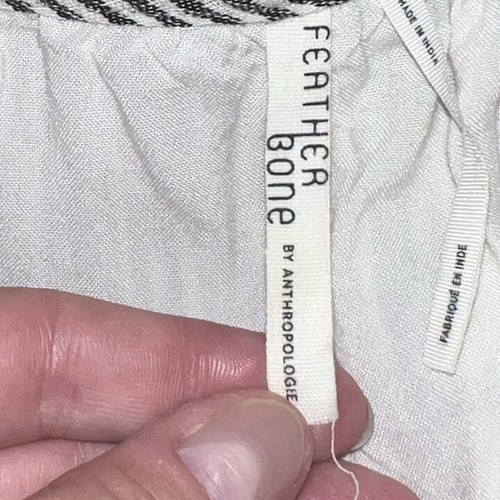 FEATHER
BONE
BY ANTHROPOLOGIE
MADE IN INDIA
FABRIQUÉ EN INDE